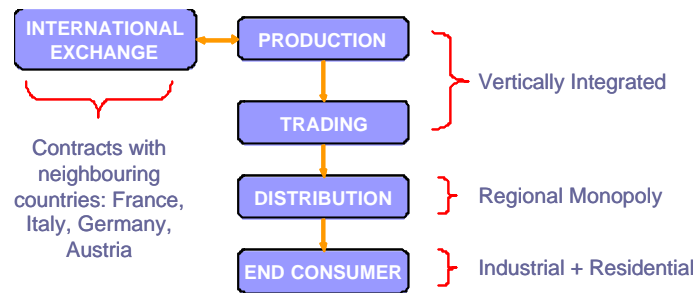 INTERNATIONAL
EXCHANGE
PRODUCTION
Vertically Integrated
TRADING
Contracts with
neighbouring
countries: France,
Italy, Germany,
Austria
DISTRIBUTION
Regional Monopoly
END CONSUMER
Industrial + Residential